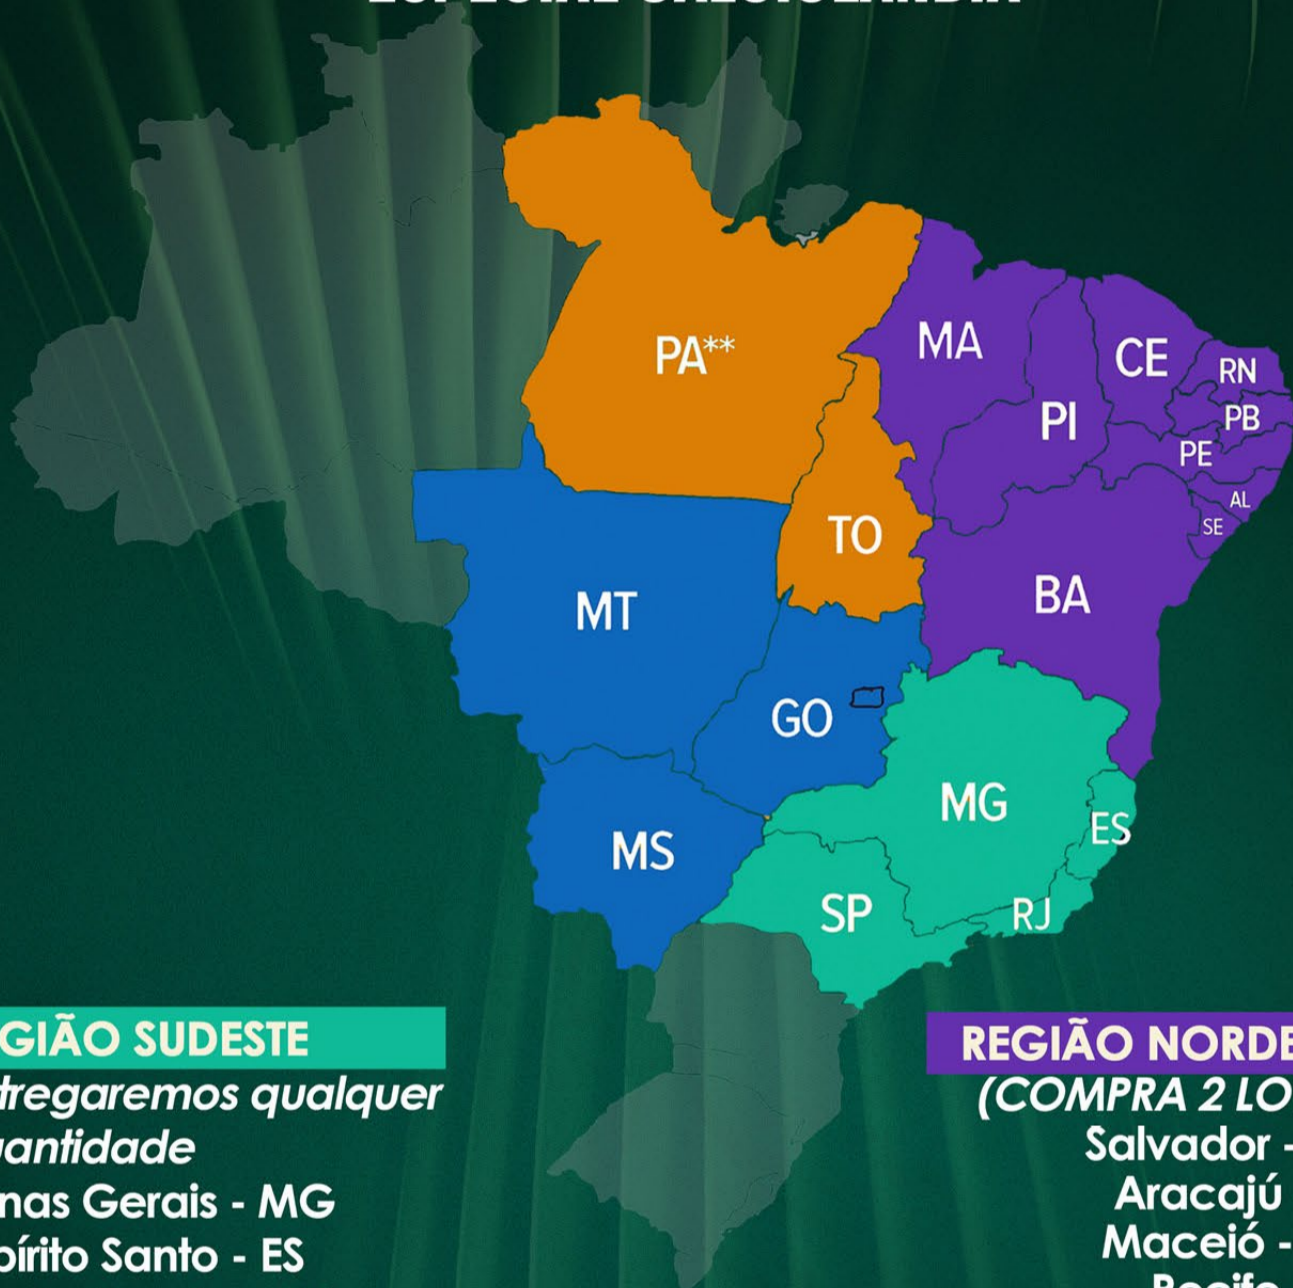 PA**
MA
CE
RN
PI
PB
PE
AL
SE
TO
BA
MT
GO
MG
ES
MS
SP
RJ
GIÃO SUDESTE
tregaremos qualquer
uantidade
nas Gerais - MG
pírito Santo - ES
REGIÃO NORDE
(COMPRA 2 LO
Salvador -
Aracajú
Maceió -